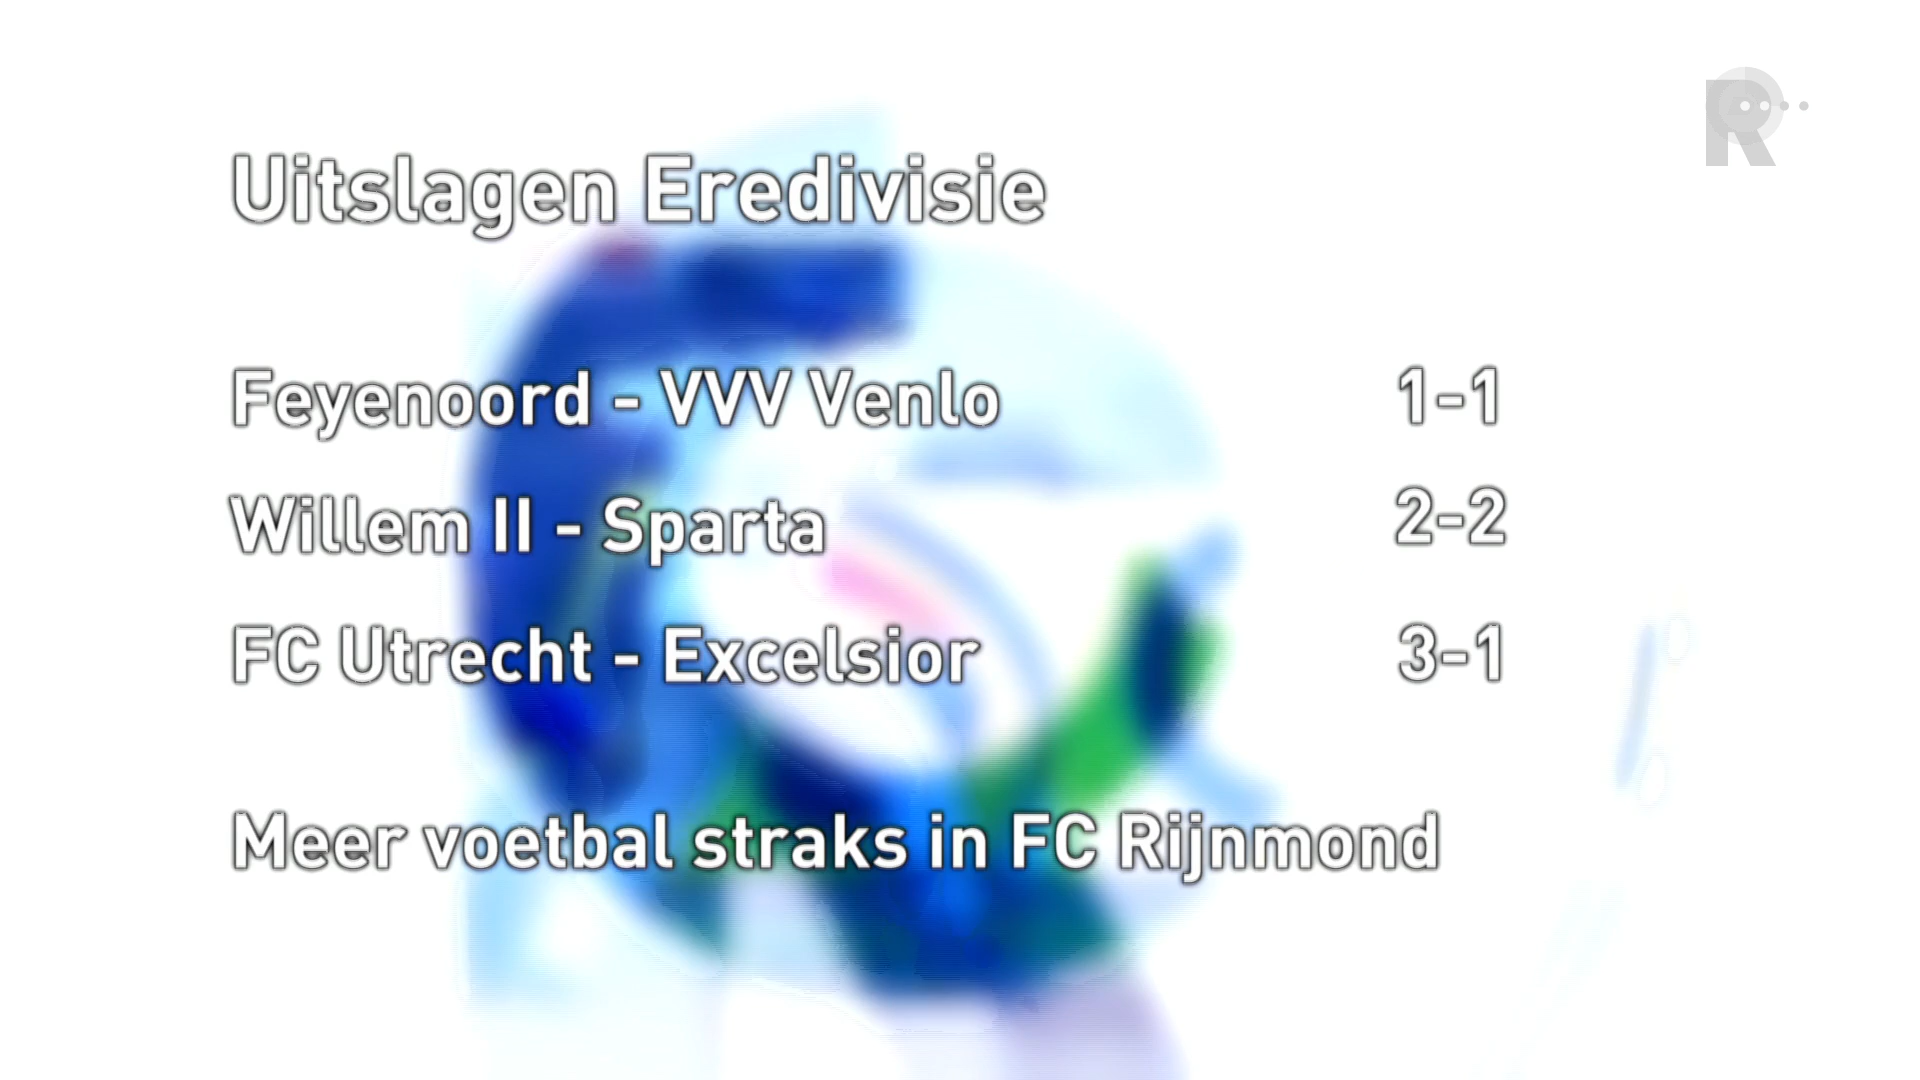 Uitslagen Eredivisie
Feyenoord - VVV Venlo 1-1
Willem II - Sparta 2-2
FC Utrecht - Excelsior 3-1
Meer voetbal straks in FC Rijnmond